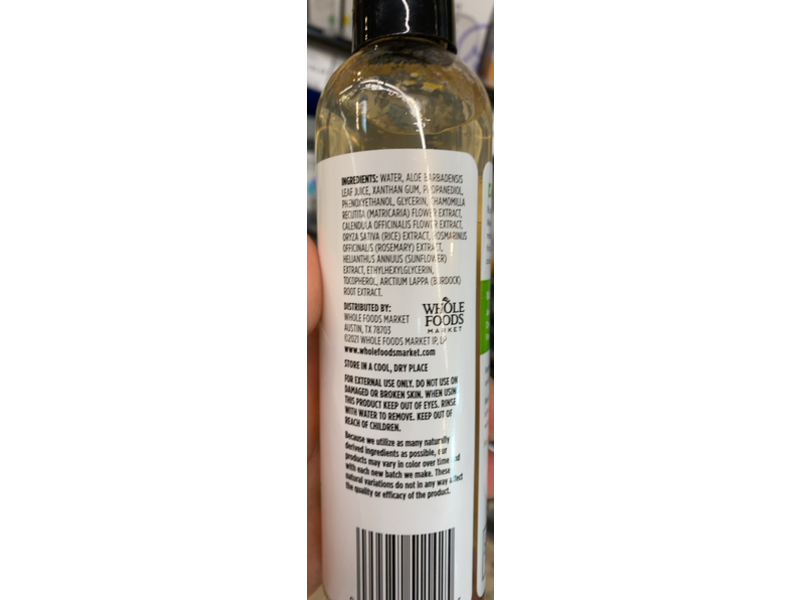 INGREDIENTS: WATER, ALOE BARBADENSIS
LEAF JUICE, XANTHAN GUM, PROPANEDIOL,
PHENOXYETHANOL, GLYCERIN, CHAMOMILLA
RECUTITA (MATRICARIA) FLOWER EXTRACT,
CALENDULA OFFICINALIS FLOWER EXTRACT,
ORYZA SATIVA (RICE) EXTRACT, ROSMARINUS
OFFICINALIS (ROSEMARY) EXTRACT,
HELIANTHUS ANNUUS (SUNFLOWER)
EXTRACT, ETHYLHEXYLGLYCERIN,
TOCOPHEROL, ARCTIUM LAPPA (BURDOCK)
ROOT EXTRACT.
DISTRIBUTED BY:
WHOLE FOODS MARKET
AUSTIN, TX 78703
©2021 WHOLE FOODS MARKET IP, LP
www.wholefoodsmarket.com
WHOLE
FOODS
MARKET
STORE IN A COOL, DRY PLACE
FOR EXTERNAL USE ONLY. DO NOT USE ON
DAMAGED OR BROKEN SKIN. WHEN USING
THIS PRODUCT KEEP OUT OF EYES. RINSE
WITH WATER TO REMOVE. KEEP OUT OF
REACH OF CHILDREN.
Because we utilize as many naturally
derived ingredients as possible, our
products may vary in color over time and
with each new batch we make. These
natural variations do not in any way affect
the quality or efficacy of the product.